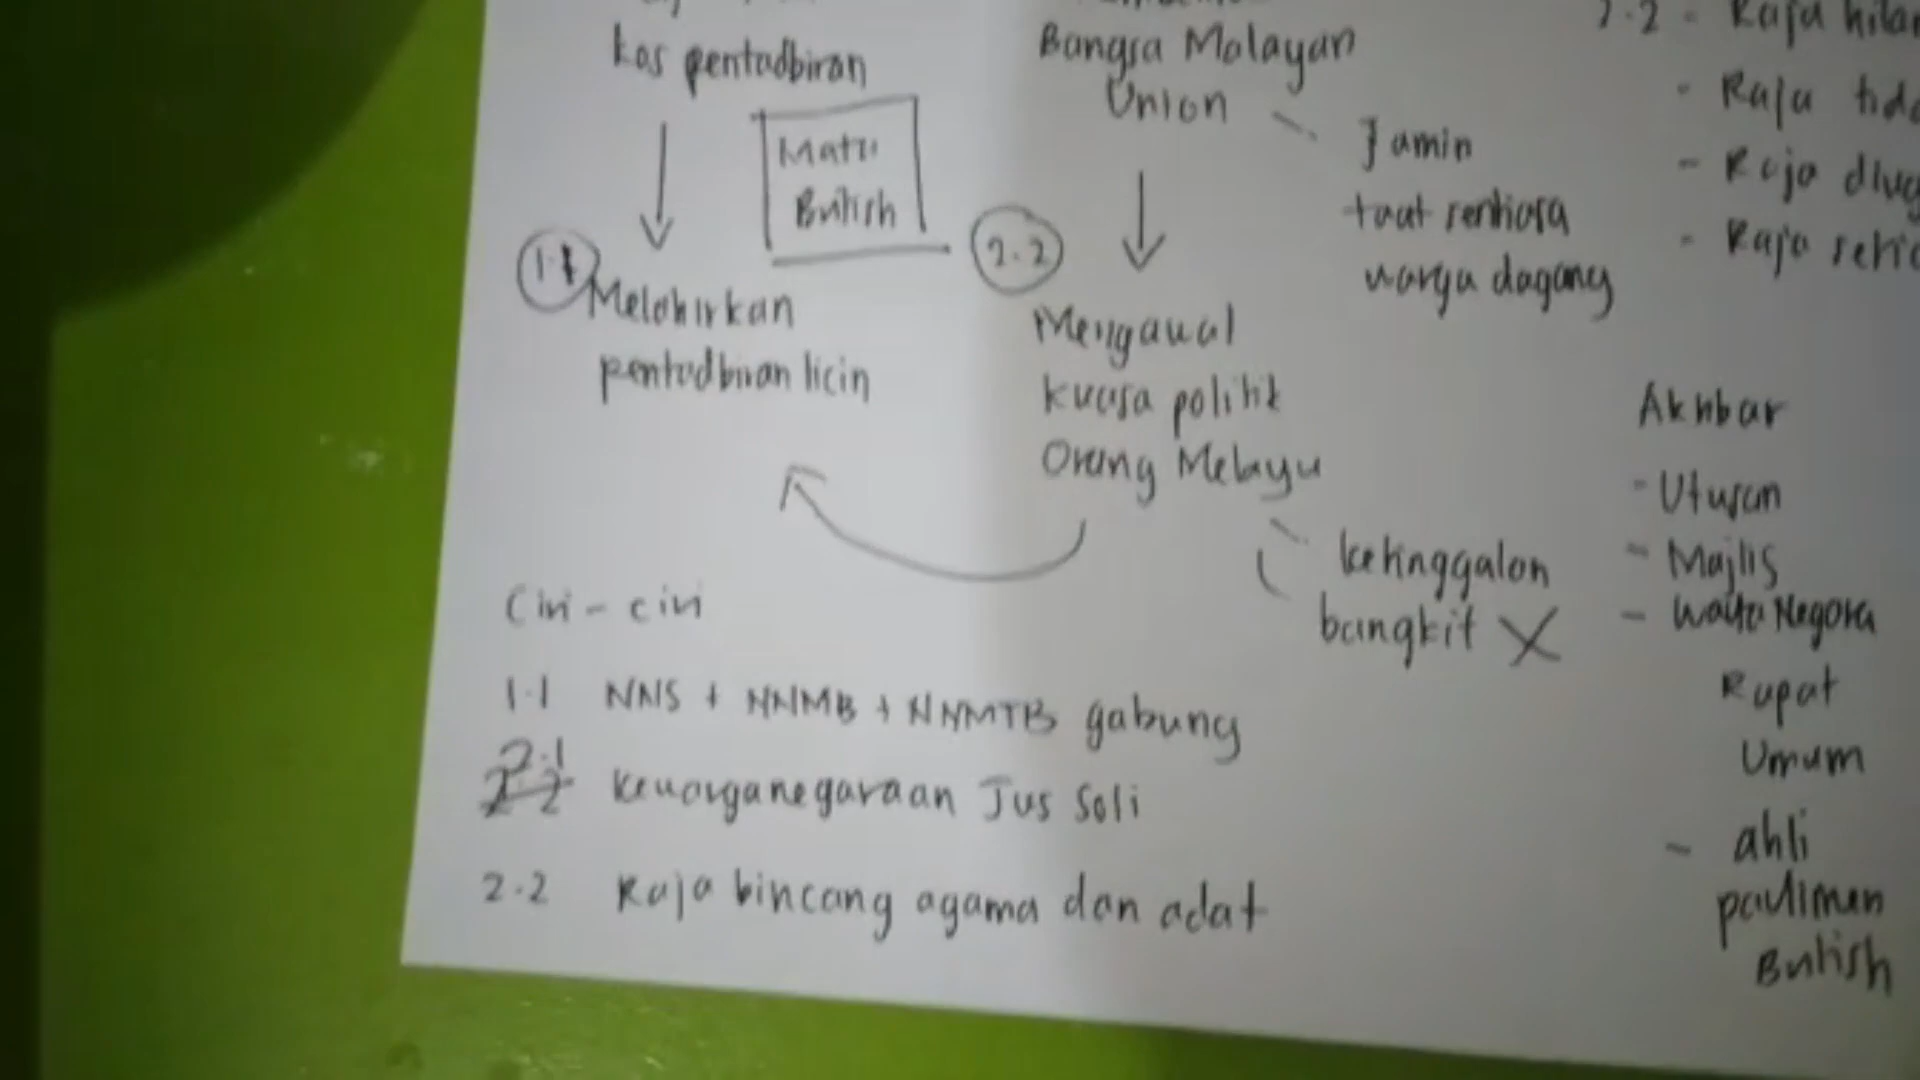 kos pentadbiran
Matu
British
1.1
Melahirkan
pentadbiran licin
Bangsa Malayan
Union
Jamin
taat
warga dagang
2.2
Mengawal
kuasa politik
Orang Melayu
ketinggalan
bangkit X
Ciri - ciri
1.1 NNS + NNMB + NNMTB gabung
2.1 kewarganegaraan Jus Soli
2.2 Raja bincang agama dan adat
2.2 - Raja
- Raja
- Raja
- Raja
Akhbar
- Utusan
- Majlis
- Warta Negara
Rapat
Umum
- ahli
parlimen
British